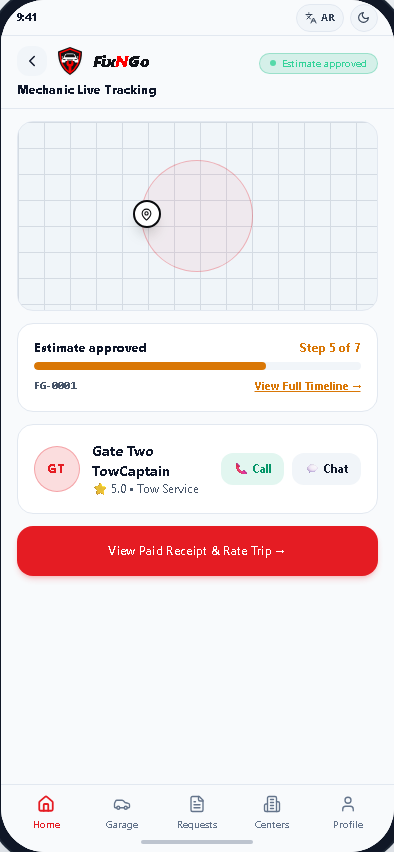 9:41
AR
FixNGo
Estimate approved
Mechanic Live Tracking
Estimate approved
Step 5 of 7
FG-0001
View Full Timeline →
GT
Gate Two
TowCaptain
5.0 • Tow Service
Call
Chat
View Paid Receipt & Rate Trip →
Home
Garage
Requests
Centers
Profile